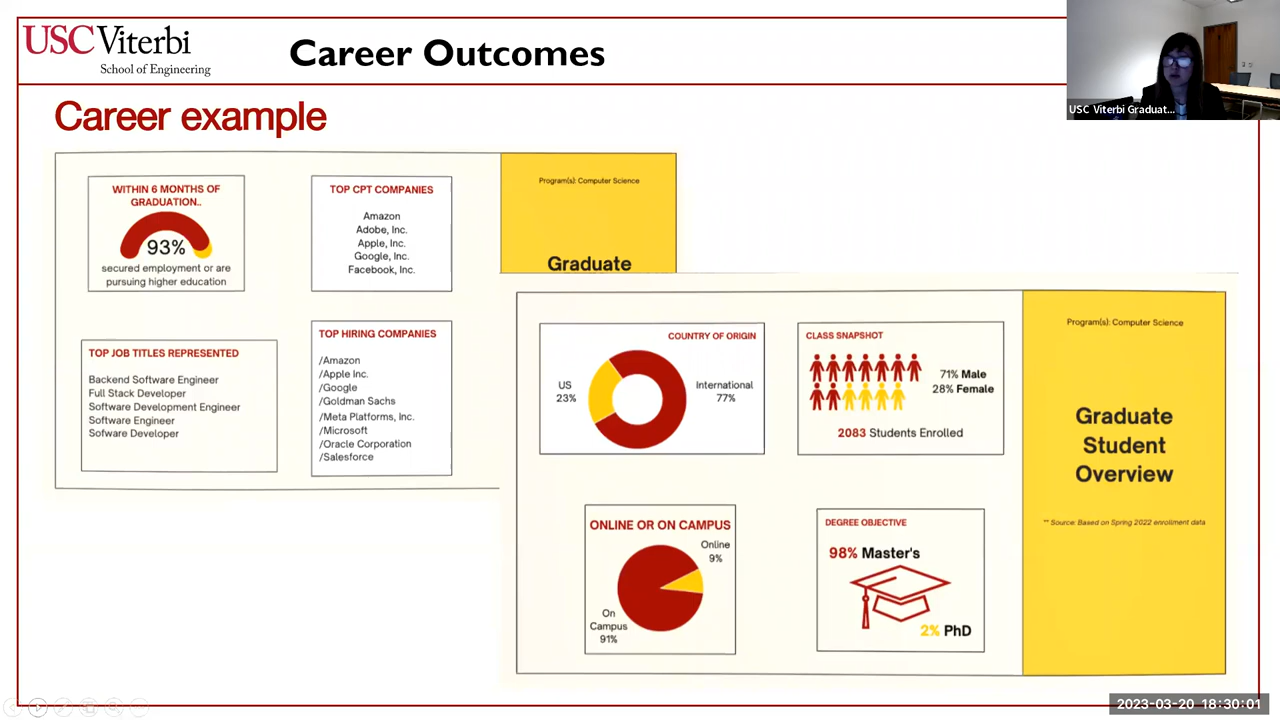 USC Viterbi
School of Engineering
Career Outcomes
USC Viterbi Graduat...
Career example
WITHIN 6 MONTHS OF
GRADUATION..
93%
secured employment or are
pursuing higher education
TOP CPT COMPANIES
Amazon
Adobe, Inc.
Apple, Inc.
Google, Inc.
Facebook, Inc.
Program(s): Computer Science
Graduate
TOP JOB TITLES REPRESENTED
Backend Software Engineer
Full Stack Developer
Software Development Engineer
Software Engineer
Sofware Developer
TOP HIRING COMPANIES
/Amazon
/Apple Inc.
/Google
/Goldman Sachs
/Meta Platforms, Inc.
/Microsoft
/Oracle Corporation
/Salesforce
COUNTRY OF ORIGIN
US
23%
International
77%
CLASS SNAPSHOT
71% Male
28% Female
2083 Students Enrolled
ONLINE OR ON CAMPUS
Online
9%
On
Campus
91%
DEGREE OBJECTIVE
98% Master's
2% PhD
Program(s): Computer Science
Graduate
Student
Overview
** Source: Based on Spring 2022 enrollment data
2023-03-20 18:30:01